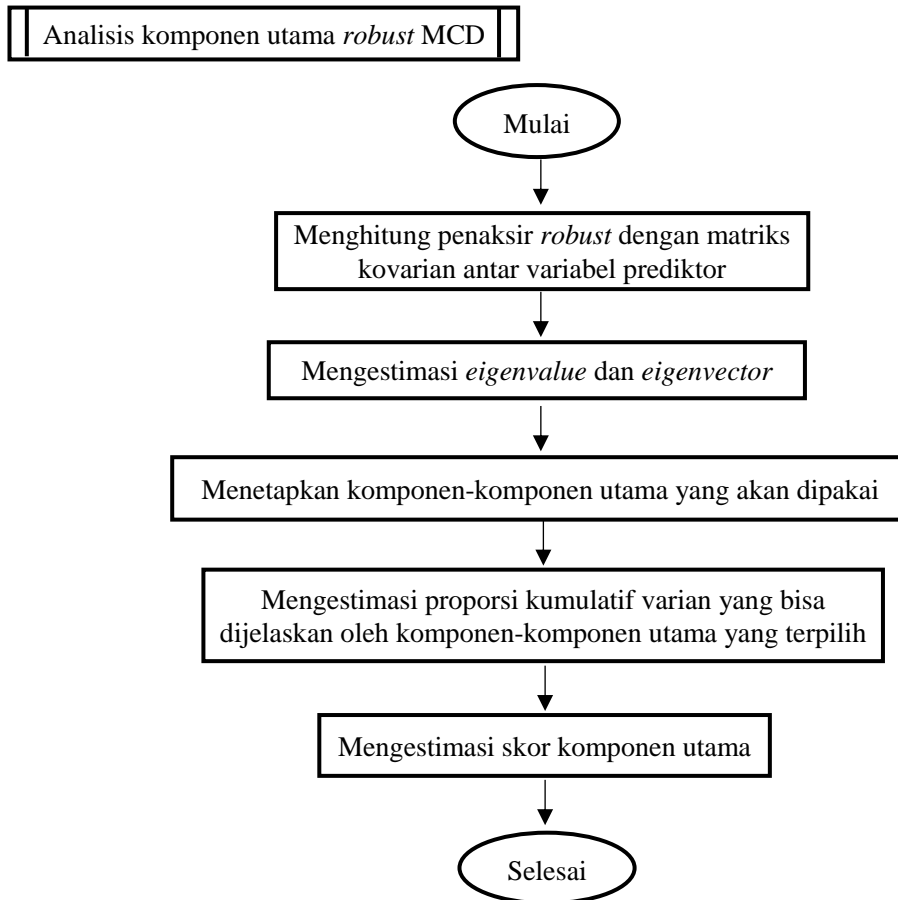 Analisis komponen utama robust MCD
Mulai
Menghitung penaksir robust dengan matriks
kovarian antar variabel prediktor
Mengestimasi eigenvalue dan eigenvector
Menetapkan komponen-komponen utama yang akan dipakai
Mengestimasi proporsi kumulatif varian yang bisa
dijelaskan oleh komponen-komponen utama yang terpilih
Mengestimasi skor komponen utama
Selesai